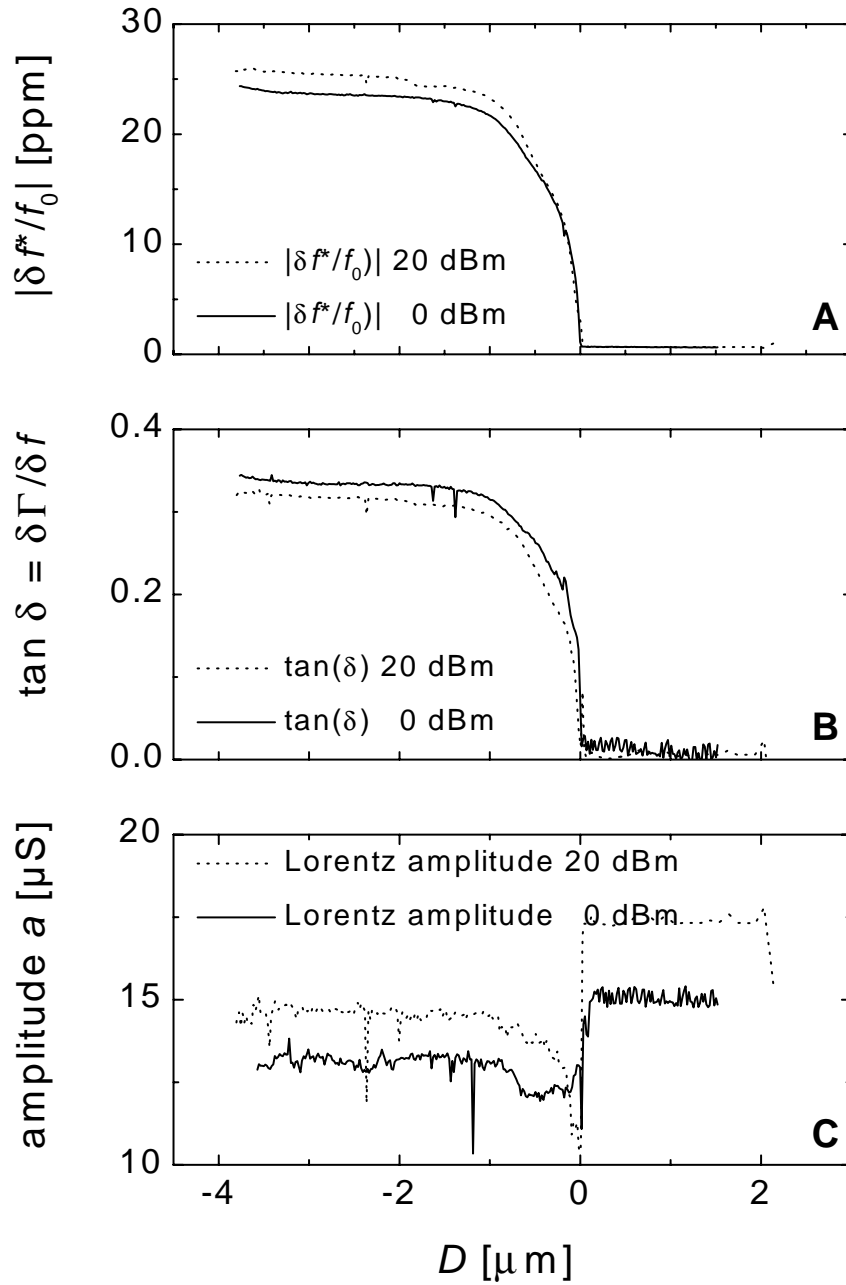 30
20
10
0
|δf*/f₀| [ppm]
|δf*/f₀)| 20 dBm
|δf*/f₀)| 0 dBm
A
0.4
0.2
0.0
tan δ = δΓ/δf
tan(δ) 20 dBm
tan(δ) 0 dBm
B
20
15
10
amplitude a [µS]
Lorentz amplitude 20 dBm
Lorentz amplitude 0 dBm
C
-4 -2 0 2
D [µm]